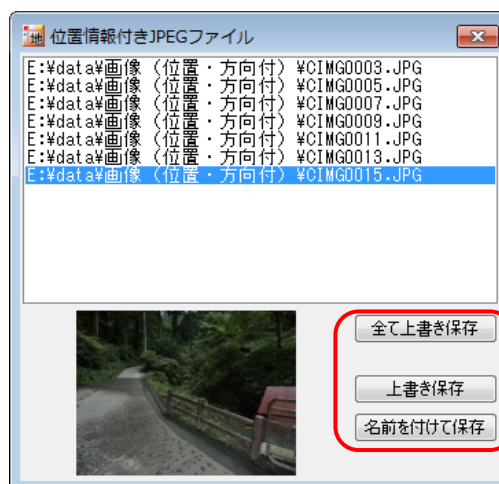 地 位置情報付きJPEGファイル
E:¥data¥画像（位置・方向付）¥CIMG0003.JPG
E:¥data¥画像（位置・方向付）¥CIMG0005.JPG
E:¥data¥画像（位置・方向付）¥CIMG0007.JPG
E:¥data¥画像（位置・方向付）¥CIMG0009.JPG
E:¥data¥画像（位置・方向付）¥CIMG0011.JPG
E:¥data¥画像（位置・方向付）¥CIMG0013.JPG
E:¥data¥画像（位置・方向付）¥CIMG0015.JPG
全て上書き保存
上書き保存
名前を付けて保存